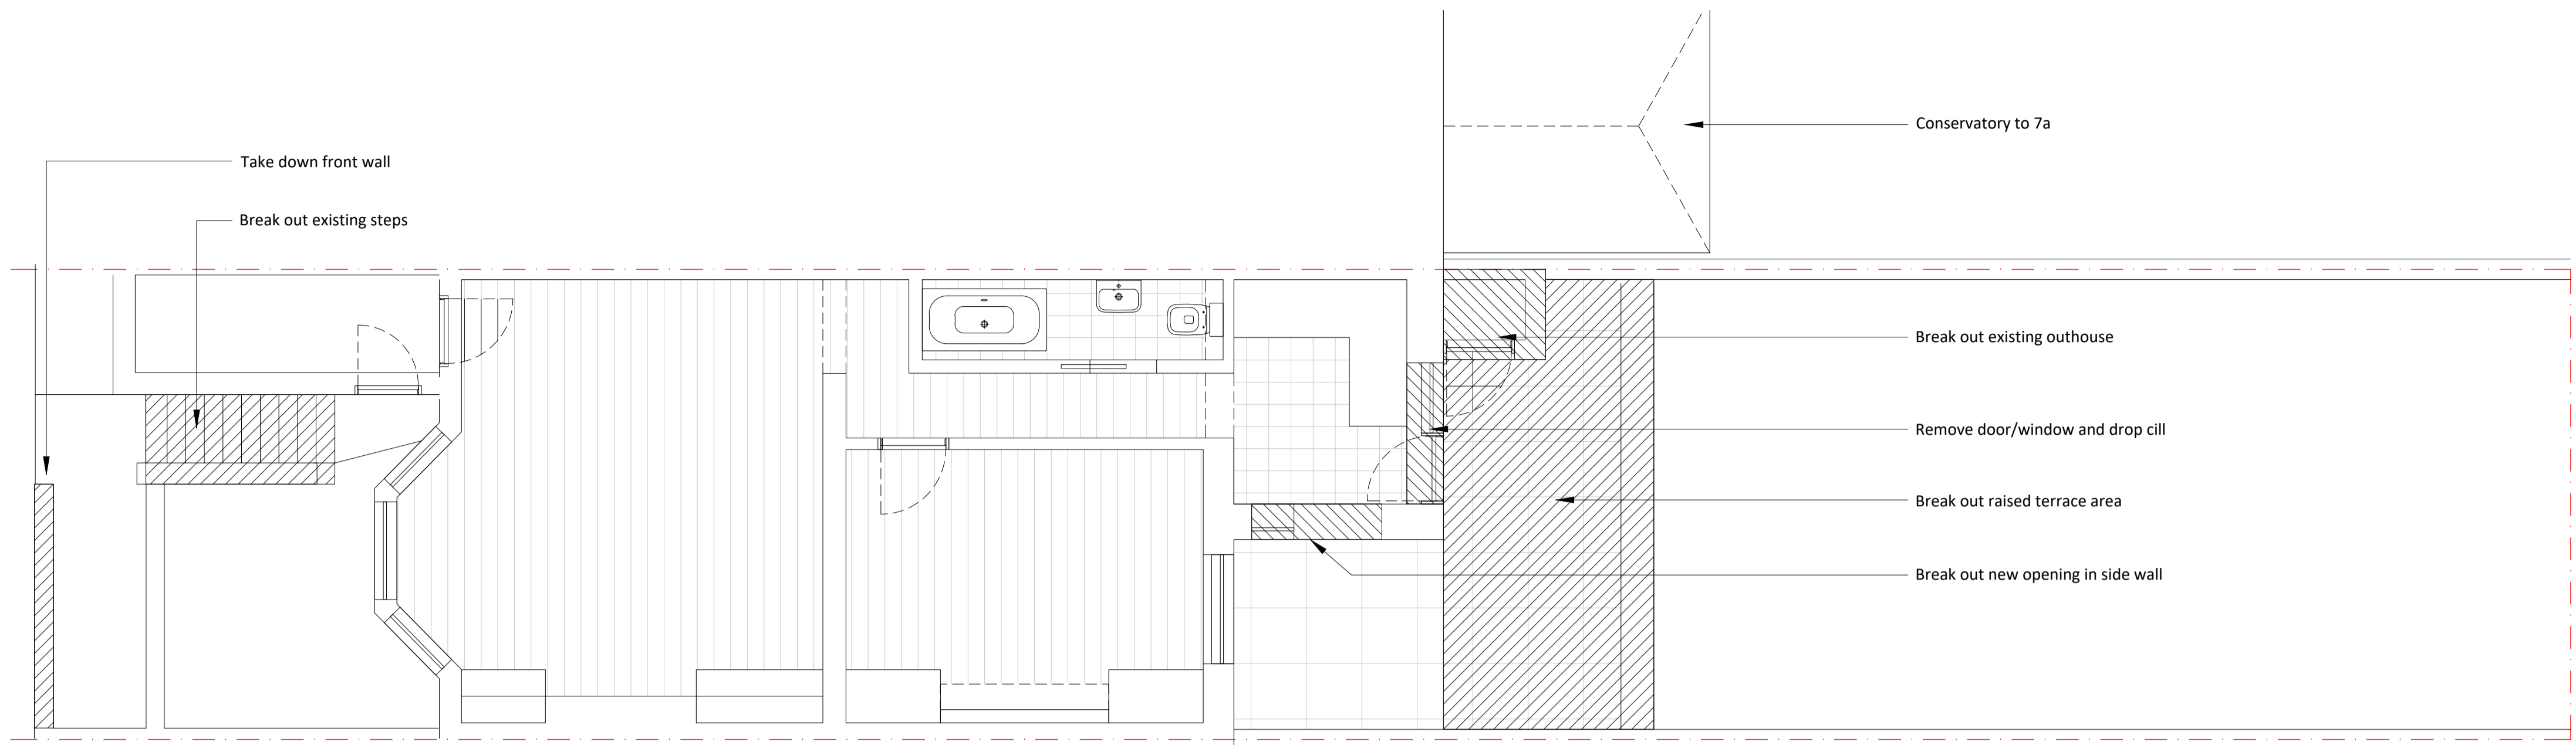 Conservatory to 7a
Take down front wall
Break out existing steps
Break out existing outhouse
Remove door/window and drop cill
Break out raised terrace area
Break out new opening in side wall